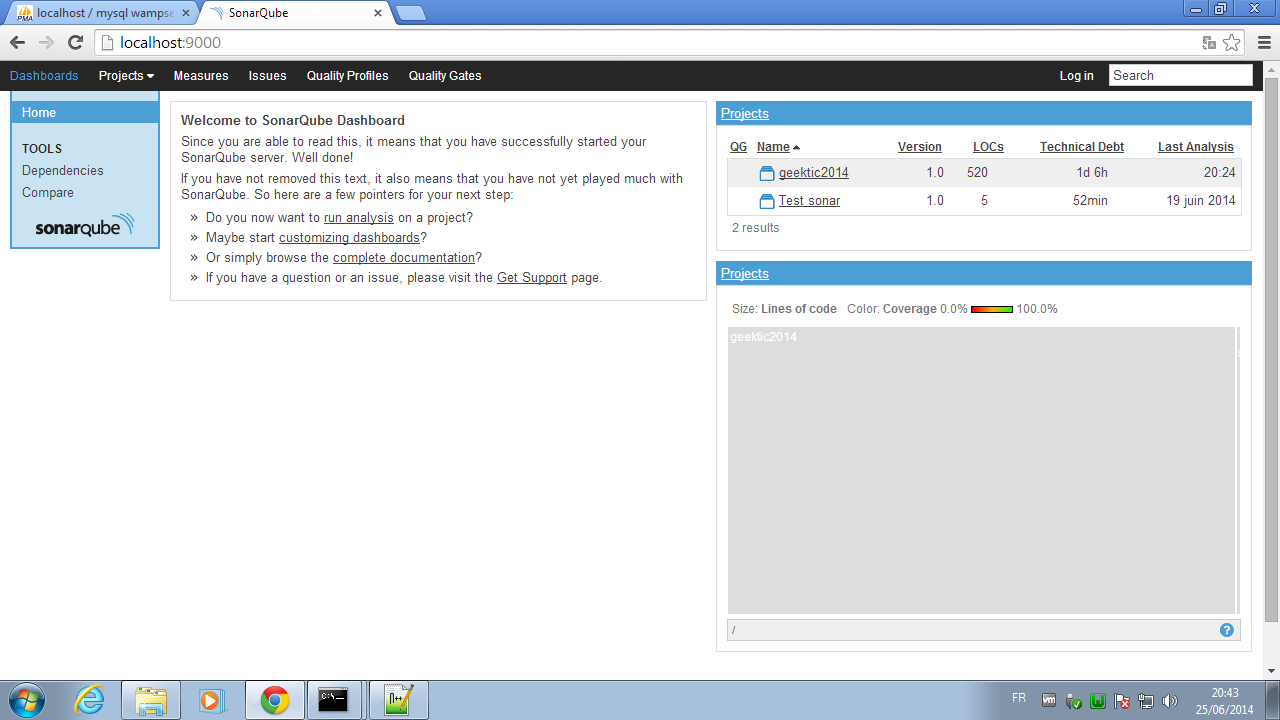 localhost / mysql wampse
SonarQube
localhost:9000
Dashboards Projects Measures Issues Quality Profiles Quality Gates Log in Search
Home
TOOLS
Dependencies
Compare
sonarqube
Welcome to SonarQube Dashboard
Since you are able to read this, it means that you have successfully started your
SonarQube server. Well done!
If you have not removed this text, it also means that you have not yet played much with
SonarQube. So here are a few pointers for your next step:
» Do you now want to run analysis on a project?
» Maybe start customizing dashboards?
» Or simply browse the complete documentation?
» If you have a question or an issue, please visit the Get Support page.
Projects
QG Name Version LOCs Technical Debt Last Analysis
geektic2014 1.0 520 1d 6h 20:24
Test sonar 1.0 5 52min 19 juin 2014
2 results
Projects
Size: Lines of code Color: Coverage 0.0% 100.0%
geektic2014
/ ?
FR
20:43
25/06/2014